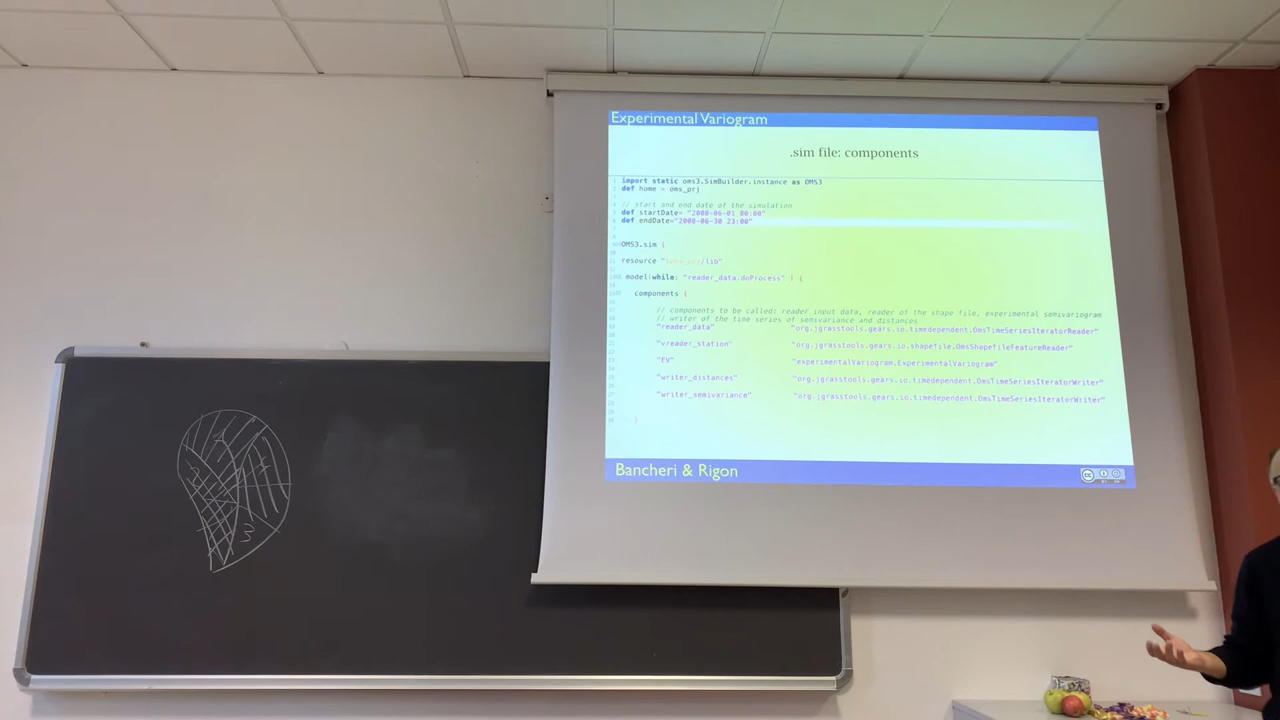 Experimental Variogram
.sim file: components
import static oms3.SimBuilder.instance as OMS3
def home = oms_prj
// start and end date of the simulation
def startDate= "2008-06-01 00:00"
def endDate="2008-06-30 23:00"
OMS3.sim {
resource "/lib"
model(while: "reader_data.doProcess" ) {
components {
// components to be called: reader input data, reader of the shape file, experimental semivariogram
// writer of the time series of semivariance and distances
"reader_data" "org.jgrasstools.gears.io.timedependent.OmsTimeSeriesIteratorReader"
"vreader_station" "org.jgrasstools.gears.io.shapefile.OmsShapefileFeatureReader"
"EV" "experimentalVariogram.ExperimentalVariogram"
"writer_distances" "org.jgrasstools.gears.io.timedependent.OmsTimeSeriesIteratorWriter"
"writer_semivariance" "org.jgrasstools.gears.io.timedependent.OmsTimeSeriesIteratorWriter"
}
Bancheri & Rigon
cc
3